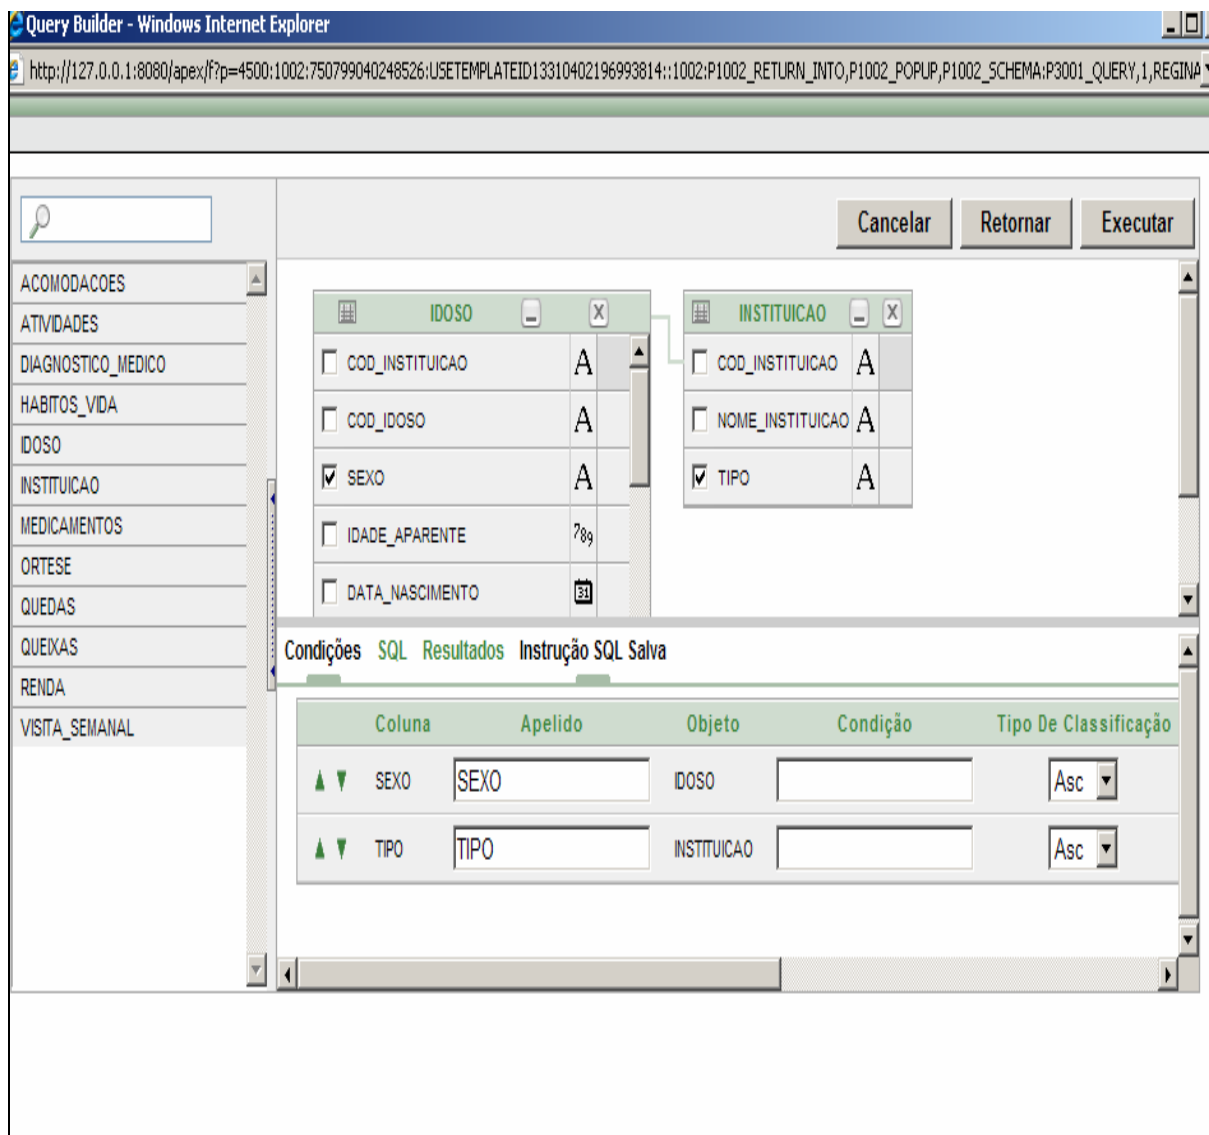 Query Builder - Windows Internet Explorer
http://127.0.0.1:8080/apex/f?p=4500:1002:750799040248526:USETEMPLATEID13310402196993814::1002:P1002_RETURN_INTO,P1002_POPUP,P1002_SCHEMA:P3001_QUERY,1,REGINA
Cancelar Retornar Executar
ACOMODACOES
ATIVIDADES
DIAGNOSTICO_MEDICO
HABITOS_VIDA
IDOSO
INSTITUICAO
MEDICAMENTOS
ORTESE
QUEDAS
QUEIXAS
RENDA
VISITA_SEMANAL
IDOSO
COD_INSTITUICAO A
COD_IDOSO A
SEXO A
IDADE_APARENTE 789
DATA_NASCIMENTO 31
INSTITUICAO
COD_INSTITUICAO A
NOME_INSTITUICAO A
TIPO A
Condições SQL Resultados Instrução SQL Salva
Coluna Apelido Objeto Condição Tipo De Classificação
SEXO SEXO IDOSO Asc
TIPO TIPO INSTITUICAO Asc